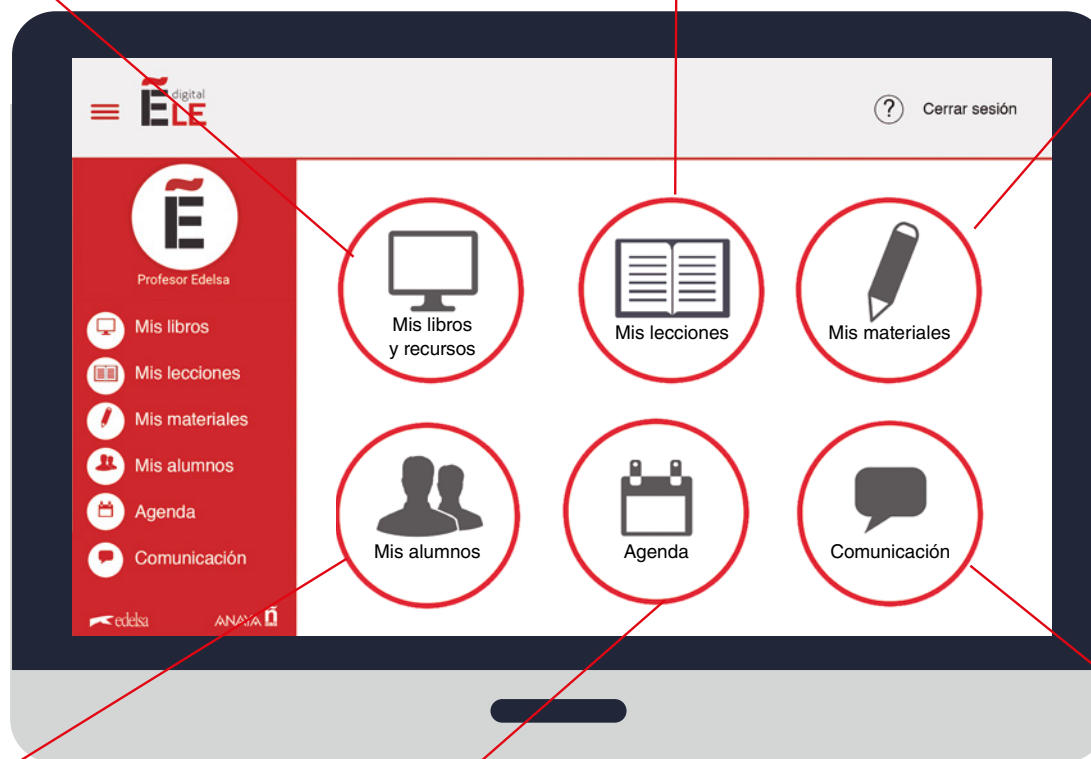 digital
ÑLE
Cerrar sesión
Profesor Edelsa
Mis libros
Mis lecciones
Mis materiales
Mis alumnos
Agenda
Comunicación
edelsa
ANAYA ñ
Mis libros
y recursos
Mis lecciones
Mis materiales
Mis alumnos
Agenda
Comunicación